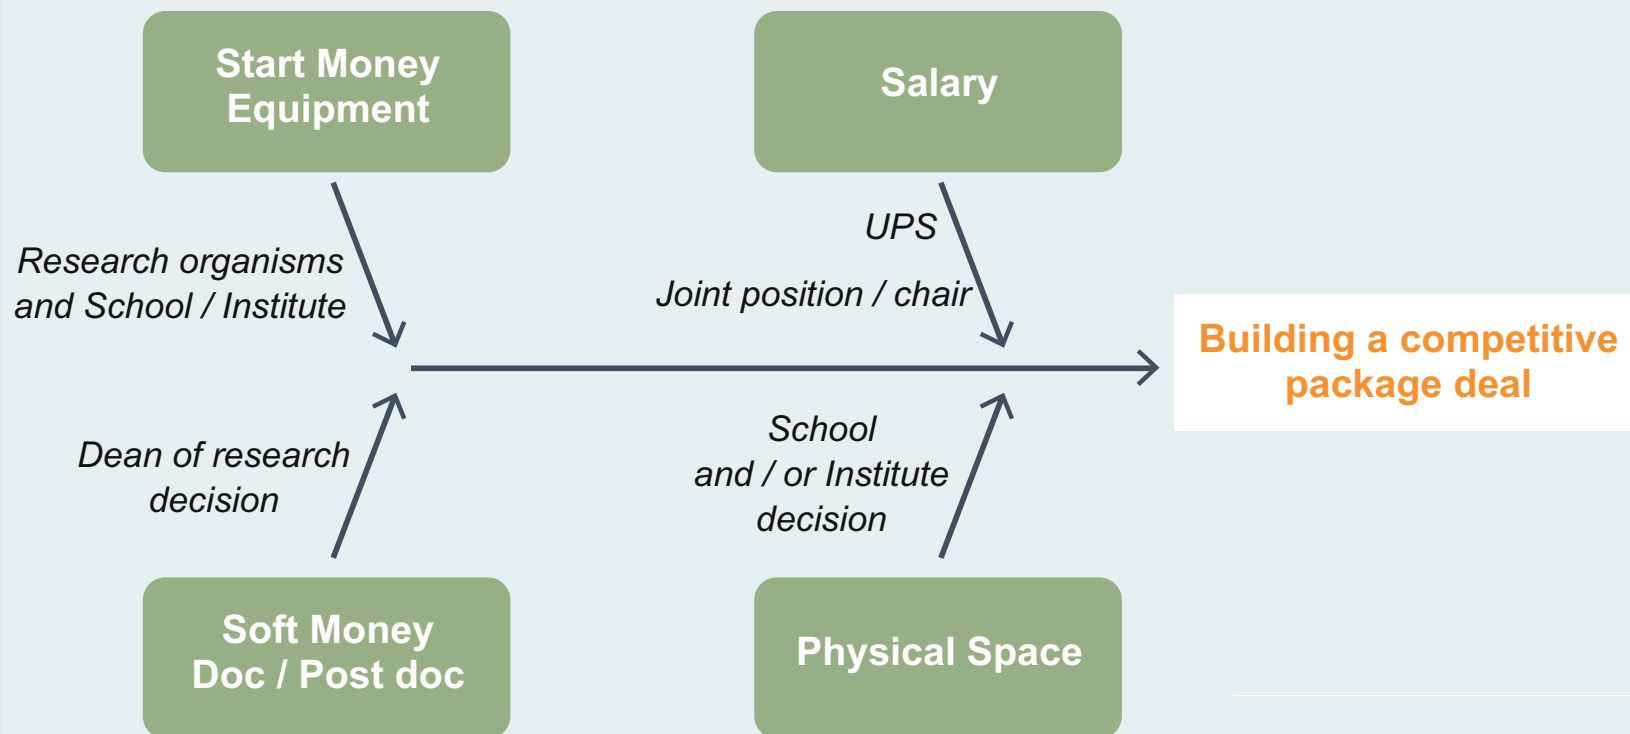 Start Money
Equipment
Salary
UPS
Research organisms
and School / Institute
Joint position / chair
Building a competitive
package deal
Dean of research
decision
School
and / or Institute
decision
Soft Money
Doc / Post doc
Physical Space